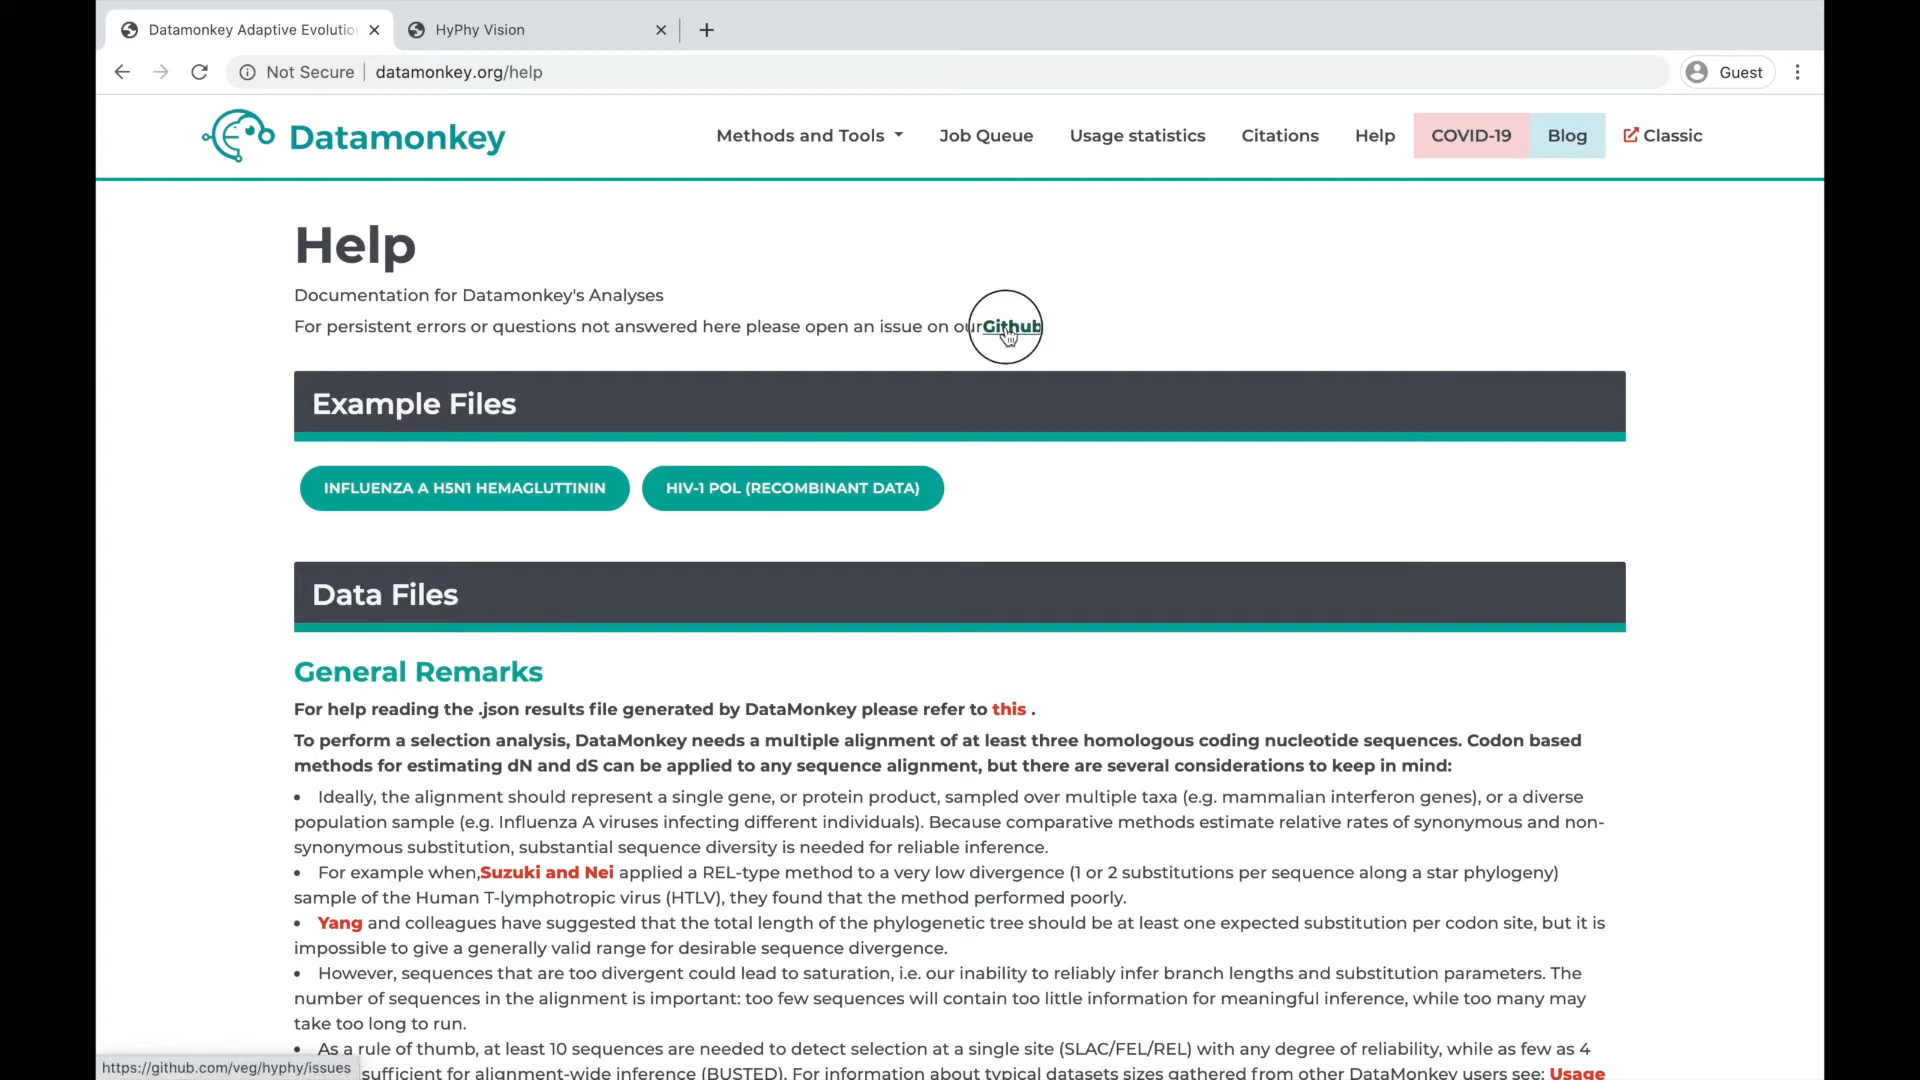 Datamonkey Adaptive Evolutio
HyPhy Vision
Not Secure datamonkey.org/help
Guest
Datamonkey
Methods and Tools Job Queue Usage statistics Citations Help COVID-19 Blog Classic
Help
Documentation for Datamonkey's Analyses
For persistent errors or questions not answered here please open an issue on ourGithub
Example Files
INFLUENZA A H5N1 HEMAGLUTTININ HIV-1 POL (RECOMBINANT DATA)
Data Files
General Remarks
For help reading the .json results file generated by DataMonkey please refer to this .
To perform a selection analysis, DataMonkey needs a multiple alignment of at least three homologous coding nucleotide sequences. Codon based
methods for estimating dN and dS can be applied to any sequence alignment, but there are several considerations to keep in mind:
• Ideally, the alignment should represent a single gene, or protein product, sampled over multiple taxa (e.g. mammalian interferon genes), or a diverse
population sample (e.g. Influenza A viruses infecting different individuals). Because comparative methods estimate relative rates of synonymous and non-
synonymous substitution, substantial sequence diversity is needed for reliable inference.
• For example when,Suzuki and Nei applied a REL-type method to a very low divergence (1 or 2 substitutions per sequence along a star phylogeny)
sample of the Human T-lymphotropic virus (HTLV), they found that the method performed poorly.
• Yang and colleagues have suggested that the total length of the phylogenetic tree should be at least one expected substitution per codon site, but it is
impossible to give a generally valid range for desirable sequence divergence.
• However, sequences that are too divergent could lead to saturation, i.e. our inability to reliably infer branch lengths and substitution parameters. The
number of sequences in the alignment is important: too few sequences will contain too little information for meaningful inference, while too many may
take too long to run.
• As a rule of thumb, at least 10 sequences are needed to detect selection at a single site (SLAC/FEL/REL) with any degree of reliability, while as few as 4
sufficient for alignment-wide inference (BUSTED). For information about typical datasets sizes gathered from other DataMonkey users see: Usage
https://github.com/veg/hyphy/issues